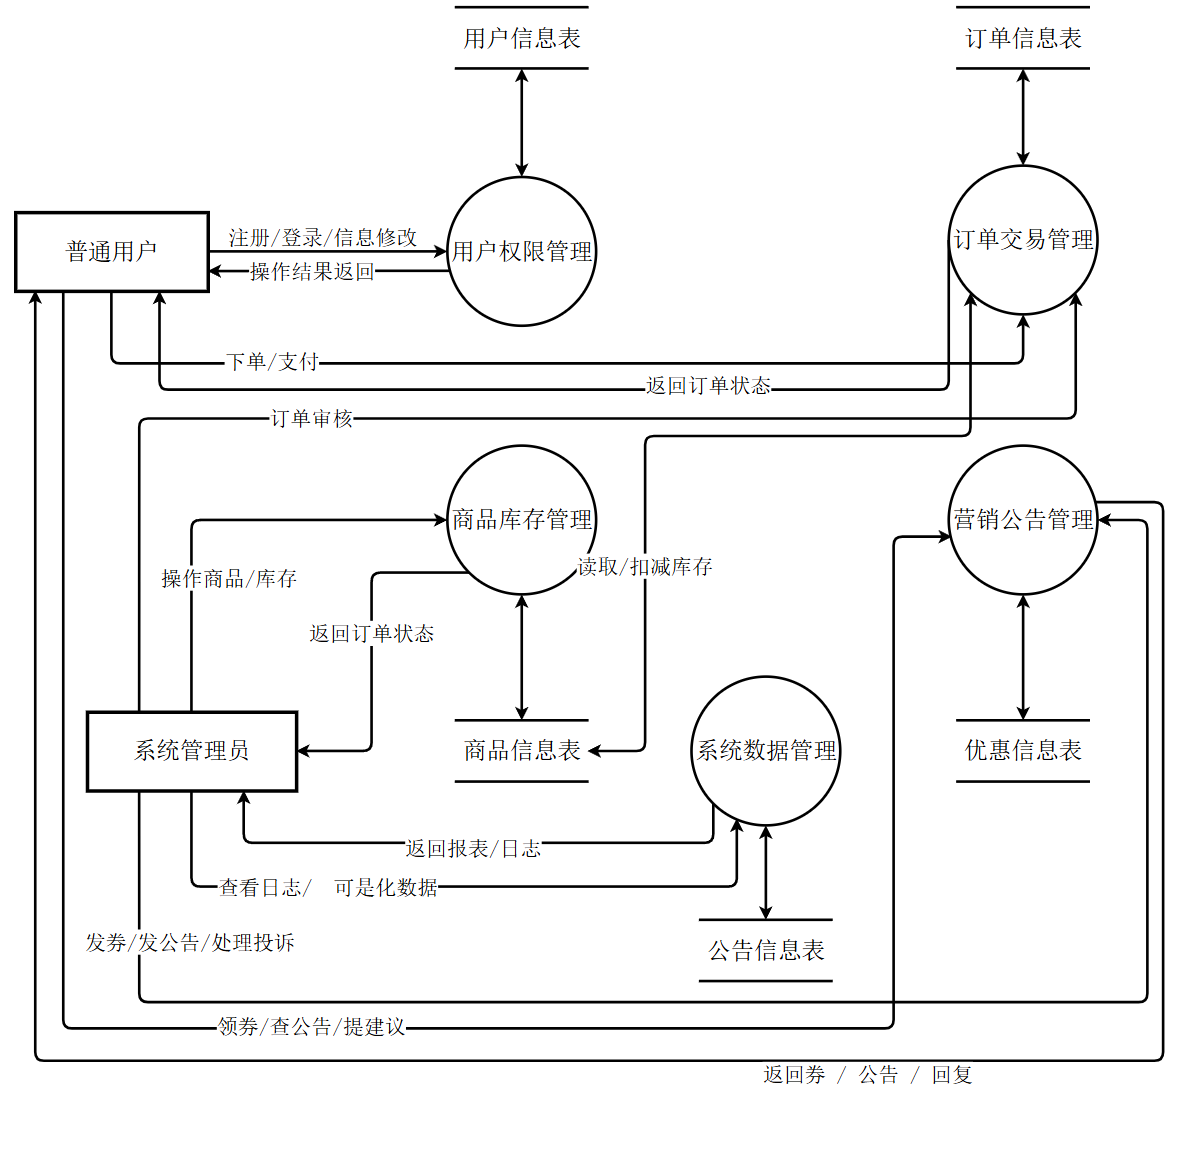 用户信息表
订单信息表
普通用户
注册/登录/信息修改
操作结果返回
用户权限管理
订单交易管理
下单/支付
返回订单状态
订单审核
商品库存管理
营销公告管理
读取/扣减库存
操作商品/库存
返回订单状态
系统管理员
商品信息表
系统数据管理
优惠信息表
返回报表/日志
查看日志/ 可是化数据
发券/发公告/处理投诉
公告信息表
领券/查公告/提建议
返回券 / 公告 / 回复